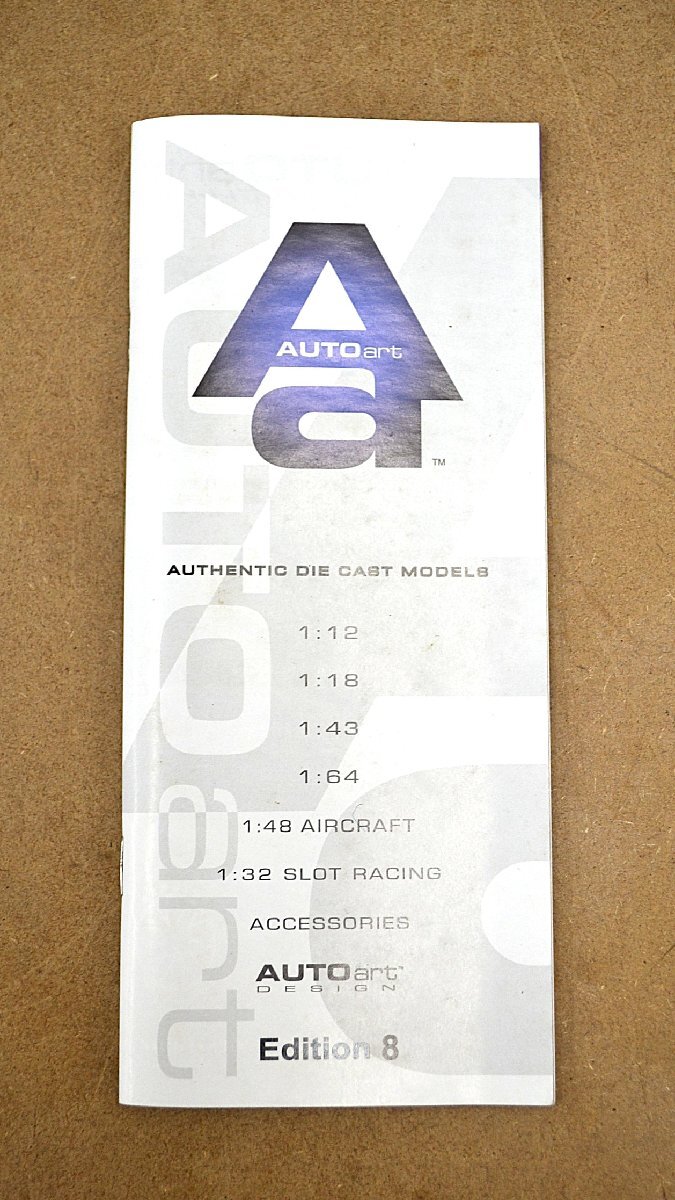 AUTOart
AUTOart
a
TM
AUTHENTIC DIE CAST MODELS
1:12
1:18
1:43
1:64
1:48 AIRCRAFT
1:32 SLOT RACING
ACCESSORIES
AUTOart™
DESIGN
Edition 8